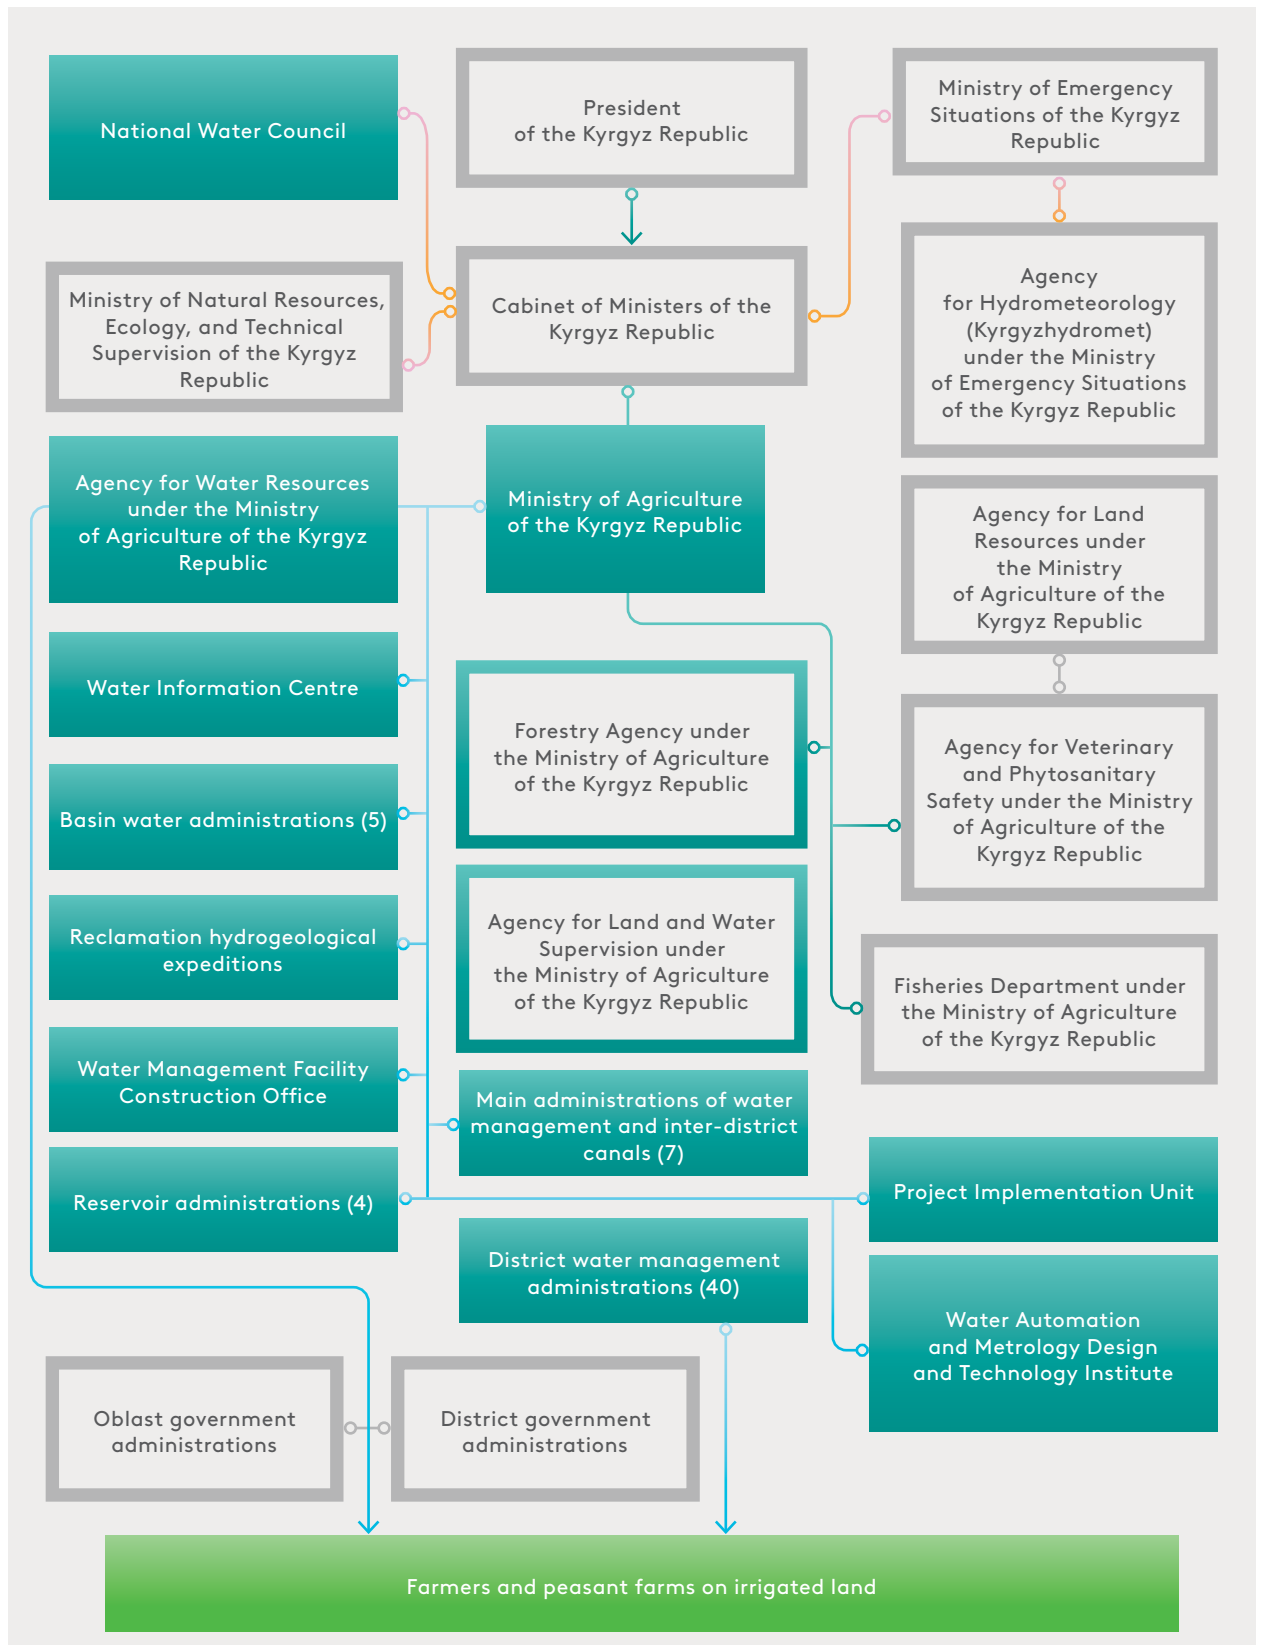 National Water Council
President
of the Kyrgyz Republic
Ministry of Emergency
Situations of the Kyrgyz
Republic
Ministry of Natural Resources,
Ecology, and Technical
Supervision of the Kyrgyz
Republic
Cabinet of Ministers of the
Kyrgyz Republic
Agency
for Hydrometeorology
(Kyrgyzhydromet)
under the Ministry
of Emergency Situations
of the Kyrgyz Republic
Agency for Water Resources
under the Ministry
of Agriculture of the Kyrgyz
Republic
Ministry of Agriculture
of the Kyrgyz Republic
Agency for Land
Resources under
the Ministry
of Agriculture of the
Kyrgyz Republic
Water Information Centre
Forestry Agency under
the Ministry of Agriculture
of the Kyrgyz Republic
Agency for Veterinary
and Phytosanitary
Safety under the Ministry
of Agriculture of the
Kyrgyz Republic
Basin water administrations (5)
Reclamation hydrogeological
expeditions
Agency for Land and Water
Supervision under
the Ministry of Agriculture
of the Kyrgyz Republic
Fisheries Department under
the Ministry of Agriculture
of the Kyrgyz Republic
Water Management Facility
Construction Office
Main administrations of water
management and inter-district
canals (7)
Reservoir administrations (4)
Project Implementation Unit
District water management
administrations (40)
Water Automation
and Metrology Design
and Technology Institute
Oblast government
administrations
District government
administrations
Farmers and peasant farms on irrigated land